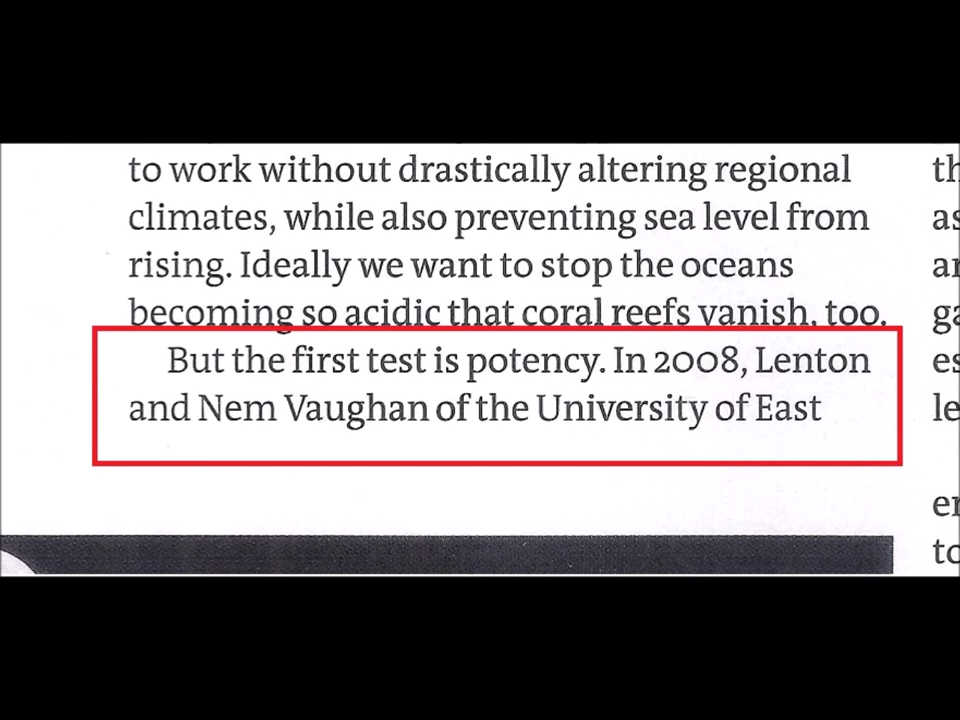 to work without drastically altering regional
climates, while also preventing sea level from
rising. Ideally we want to stop the oceans
becoming so acidic that coral reefs vanish, too.
But the first test is potency. In 2008, Lenton
and Nem Vaughan of the University of East